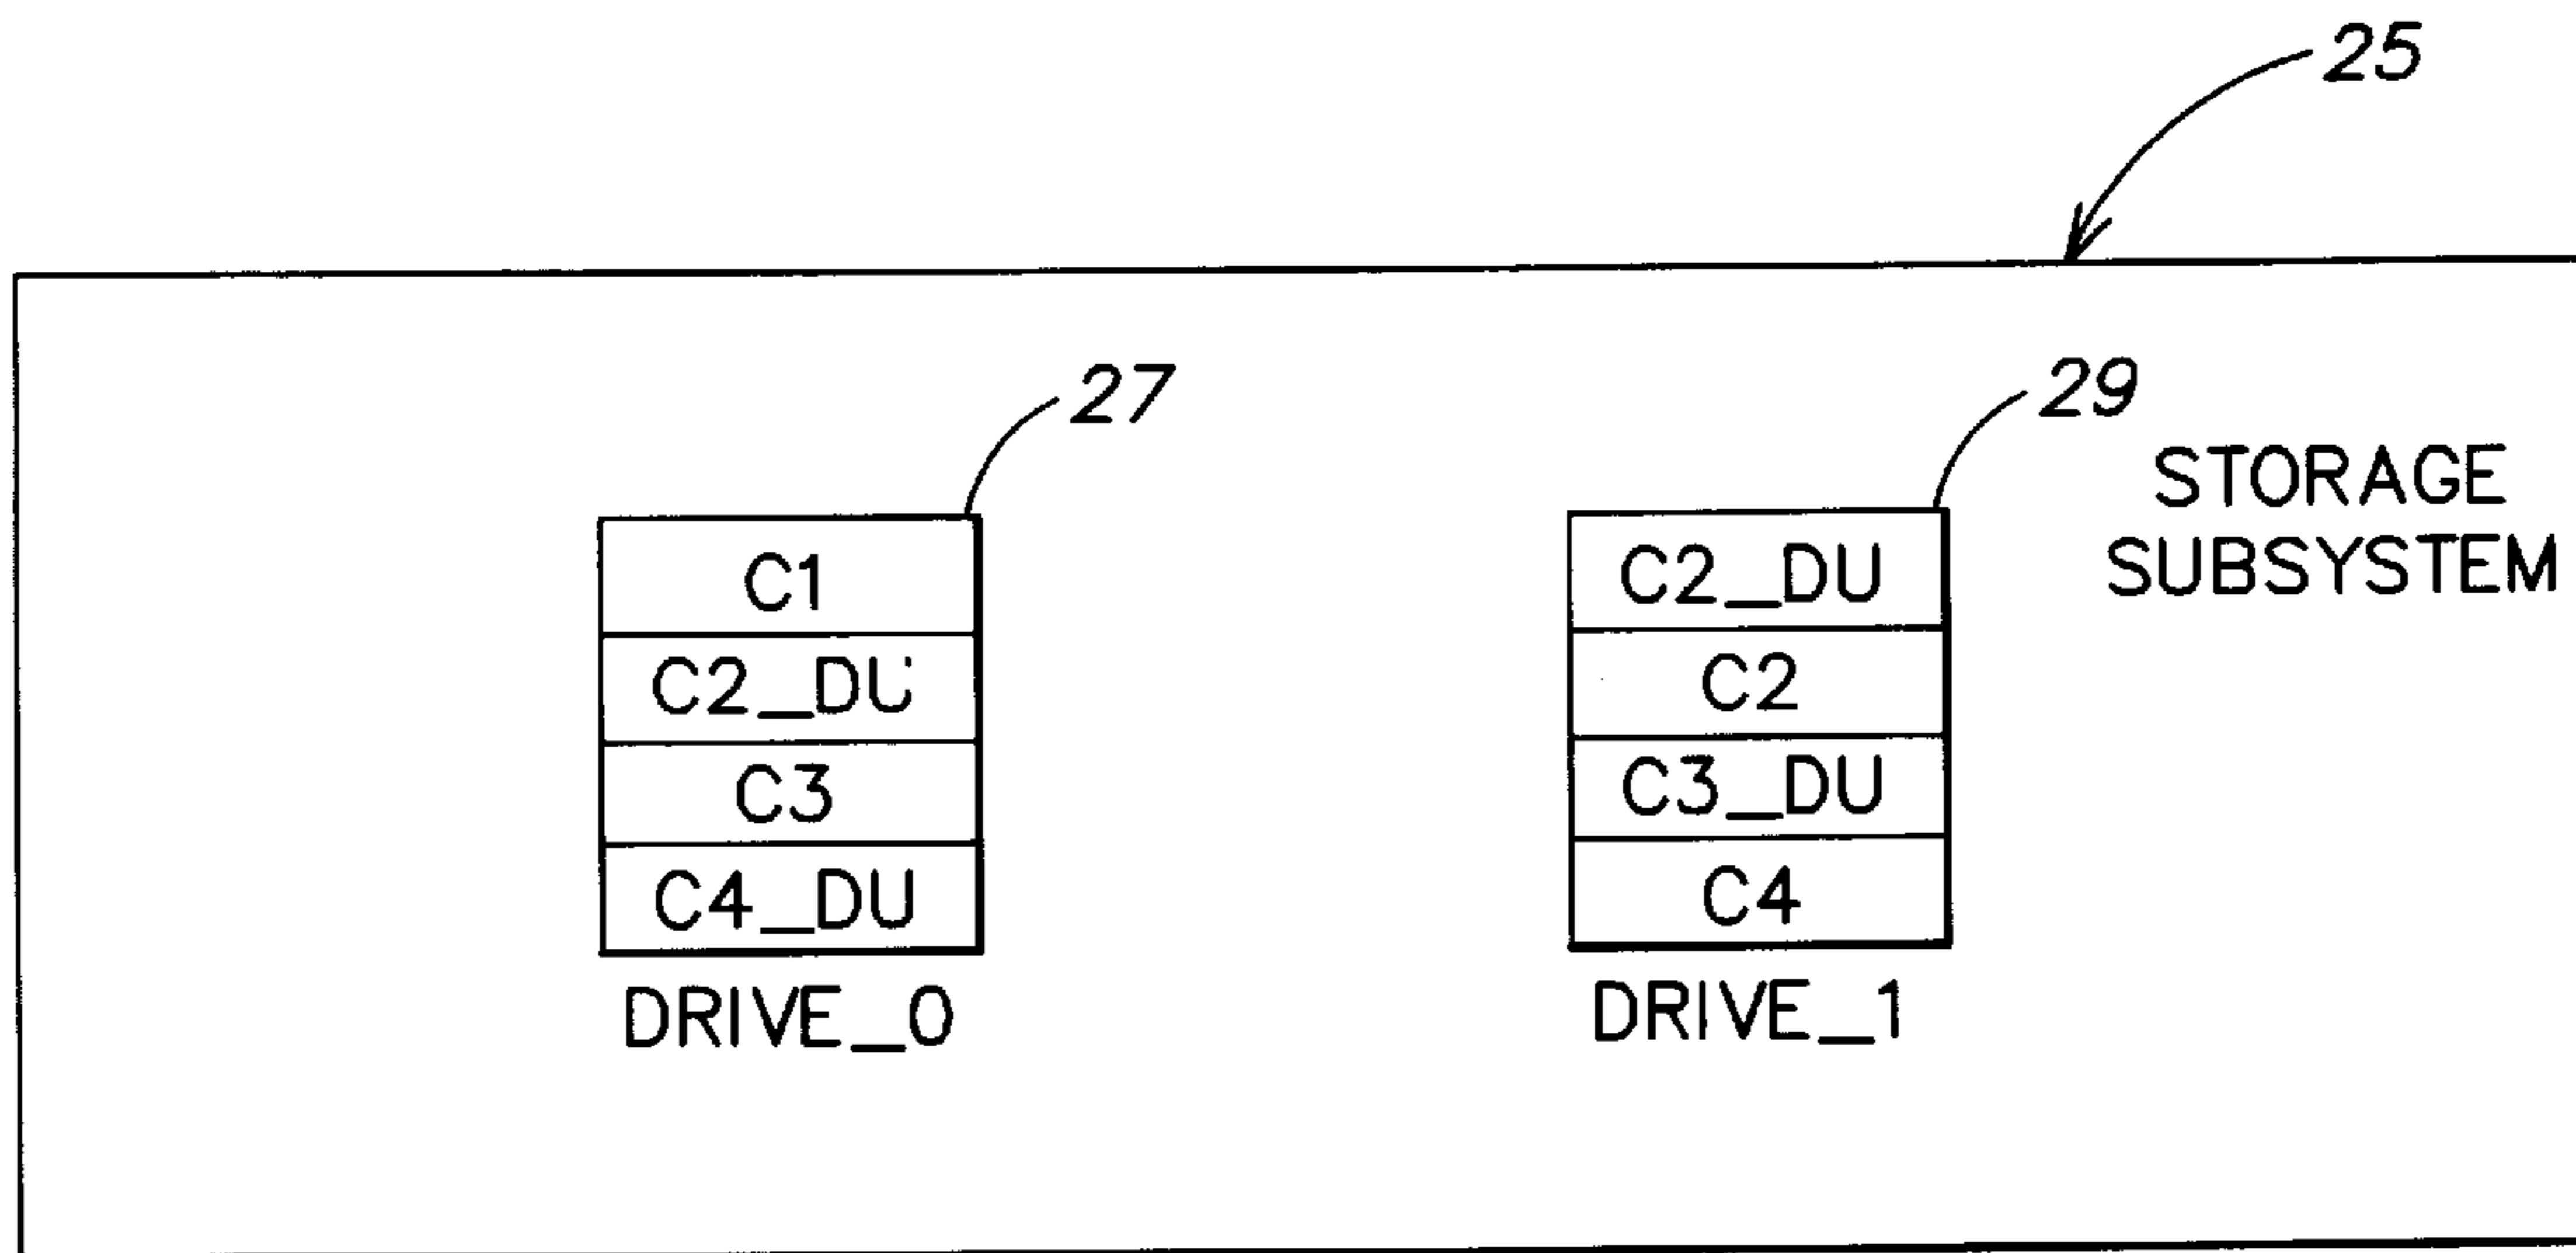 25
27
29
STORAGE
SUBSYSTEM
C1
C2_DU
C3
C4_DU
DRIVE_0
C2_DU
C2
C3_DU
C4
DRIVE_1